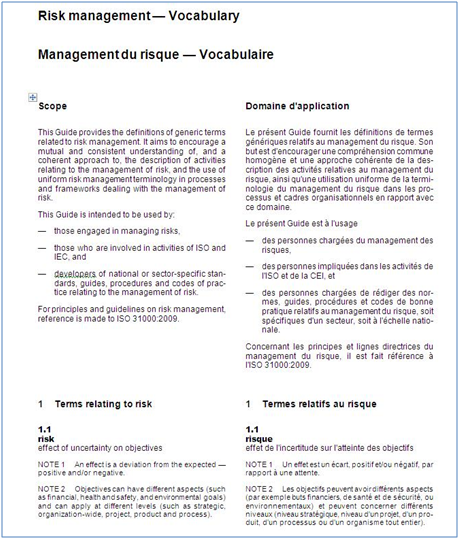 Risk management — Vocabulary
Management du risque — Vocabulaire
Scope
This Guide provides the definitions of generic terms
related to risk management. It aims to encourage a
mutual and consistent understanding of, and a
coherent approach to, the description of activities
relating to the management of risk, and the use of
uniform risk management terminology in processes
and frameworks dealing with the management of
risk.
This Guide is intended to be used by:
— those engaged in managing risks,
— those who are involved in activities of ISO and
IEC, and
— developers of national or sector-specific stan-
dards, guides, procedures and codes of prac-
tice relating to the management of risk.
For principles and guidelines on risk management,
reference is made to ISO 31000:2009.
Domaine d'application
Le présent Guide fournit les définitions de termes
génériques relatifs au management du risque. Son
but est d'encourager une compréhension commune
homogène et une approche cohérente de la des-
cription des activités relatives au management du
risque, ainsi qu'une utilisation uniforme de la termi-
nologie du management du risque dans les pro-
cessus et cadres organisationnels en rapport avec
ce domaine.
Le présent Guide est à l'usage
— des personnes chargées du management des
risques,
— des personnes impliquées dans les activités de
l'ISO et de la CEI, et
— des personnes chargées de rédiger des nor-
mes, guides, procédures et codes de bonne
pratique relatifs au management du risque, soit
spécifiques d'un secteur, soit à l'échelle natio-
nale.
Concernant les principes et lignes directrices du
management du risque, il est fait référence à
l'ISO 31000:2009.
1 Terms relating to risk
1.1
risk
effect of uncertainty on objectives
NOTE 1 An effect is a deviation from the expected —
positive and/or negative.
NOTE 2 Objectives can have different aspects (such
as financial, health and safety, and environmental goals)
and can apply at different levels (such as strategic,
organization-wide, project, product and process).
1 Termes relatifs au risque
1.1
risque
effet de l'incertitude sur l'atteinte des objectifs
NOTE 1 Un effet est un écart, positif et/ou négatif, par
rapport à une attente.
NOTE 2 Les objectifs peuvent avoir différents aspects
(par exemple buts financiers, de santé et de sécurité, ou
environnementaux) et peuvent concerner différents
niveaux (niveau stratégique, niveau d'un projet, d'un pro-
duit, d'un processus ou d'un organisme tout entier).